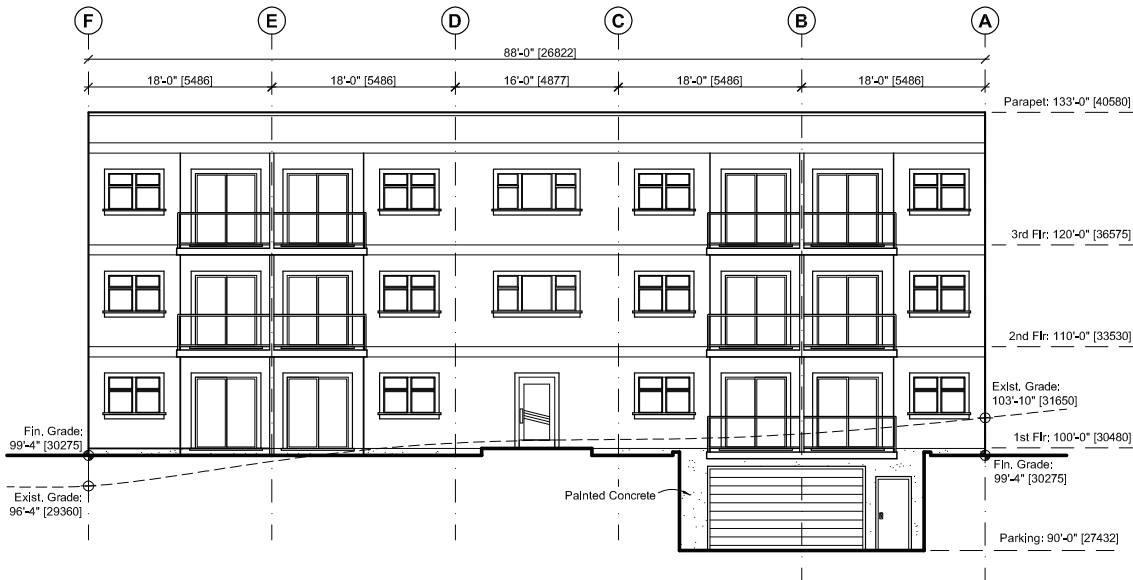 F E D C B A
88'-0" [26822]
18'-0" [5486] 18'-0" [5486] 16'-0" [4877] 18'-0" [5486] 18'-0" [5486]
Parapet: 133'-0" [40580]
3rd Flr: 120'-0" [36575]
2nd Flr: 110'-0" [33530]
Exist. Grade:
103'-10" [31650]
Fin. Grade:
99'-4" [30275]
1st Flr: 100'-0" [30480]
Fin. Grade:
99'-4" [30275]
Exist. Grade:
96'-4" [29360]
Painted Concrete
Parking: 90'-0" [27432]